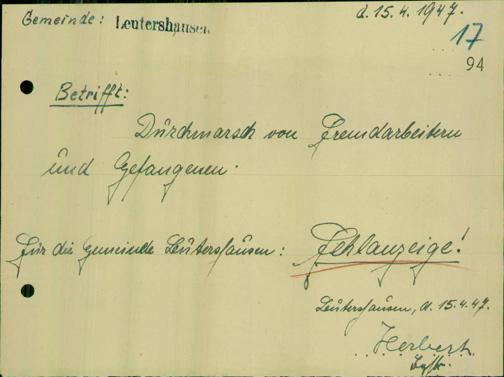 Gemeinde: Leutershausen d. 15.4.1947.
17
94
Betrifft:
Durchmarsch von Fremdarbeitern
und Gefangenen.
Für die Gemeinde Leutershausen: Fehlanzeige!
Leutershausen, d. 15.4.47.
Herbert
Bgstr.